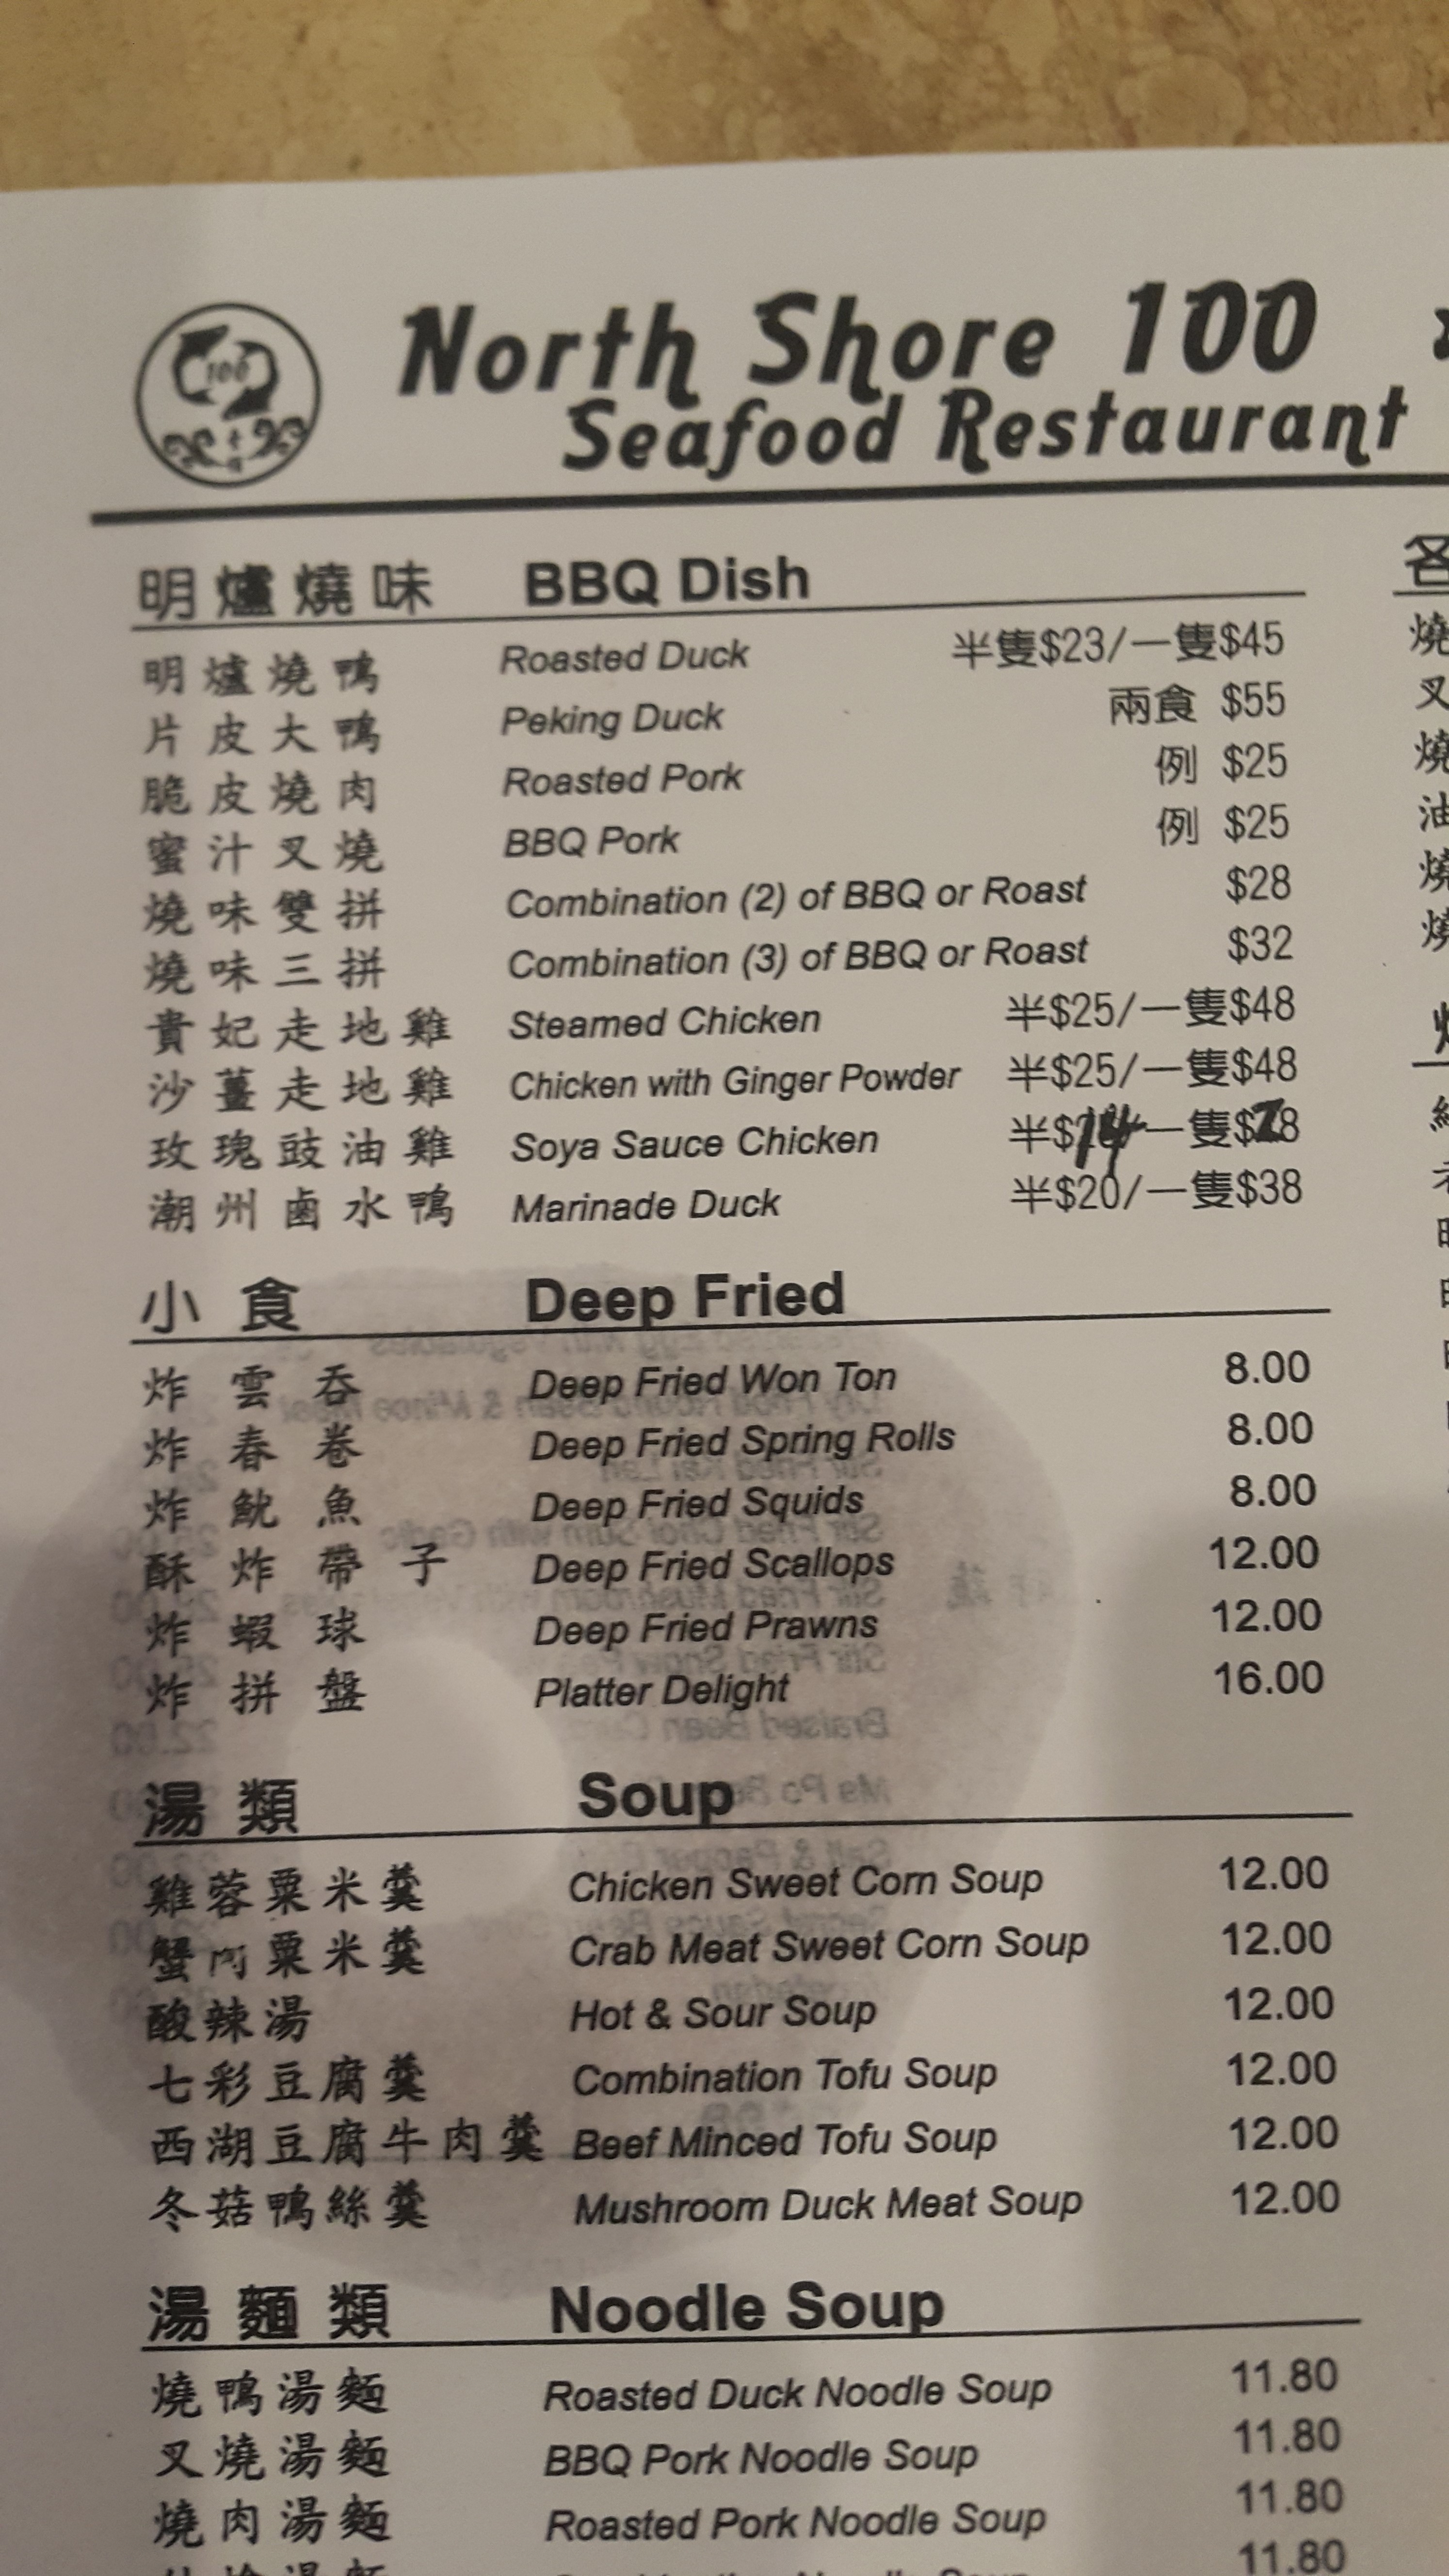 100
North Shore 100
Seafood Restaurant
明爐燒味 BBQ Dish
明爐燒鴨 Roasted Duck 半隻$23/一隻$45
片皮大鴨 Peking Duck 兩食 $55
脆皮燒肉 Roasted Pork 例 $25
蜜汁叉燒 BBQ Pork 例 $25
燒味雙拼 Combination (2) of BBQ or Roast $28
燒味三拼 Combination (3) of BBQ or Roast $32
貴妃走地雞 Steamed Chicken 半$25/一隻$48
沙薑走地雞 Chicken with Ginger Powder 半$25/一隻$48
玫瑰豉油雞 Soya Sauce Chicken 半$14一隻$28
潮州鹵水鴨 Marinade Duck 半$20/一隻$38
小食 Deep Fried
炸雲吞 Deep Fried Won Ton 8.00
炸春卷 Deep Fried Spring Rolls 8.00
炸魷魚 Deep Fried Squids 8.00
酥炸帶子 Deep Fried Scallops 12.00
炸蝦球 Deep Fried Prawns 12.00
炸拼盤 Platter Delight 16.00
湯類 Soup
雞蓉粟米羹 Chicken Sweet Corn Soup 12.00
蟹肉粟米羹 Crab Meat Sweet Corn Soup 12.00
酸辣湯 Hot & Sour Soup 12.00
七彩豆腐羹 Combination Tofu Soup 12.00
西湖豆腐牛肉羹 Beef Minced Tofu Soup 12.00
冬菇鴨絲羹 Mushroom Duck Meat Soup 12.00
湯麵類 Noodle Soup
燒鴨湯麵 Roasted Duck Noodle Soup 11.80
叉燒湯麵 BBQ Pork Noodle Soup 11.80
燒肉湯麵 Roasted Pork Noodle Soup 11.80
11.80
各
燒
叉
燒
油
燒
燒